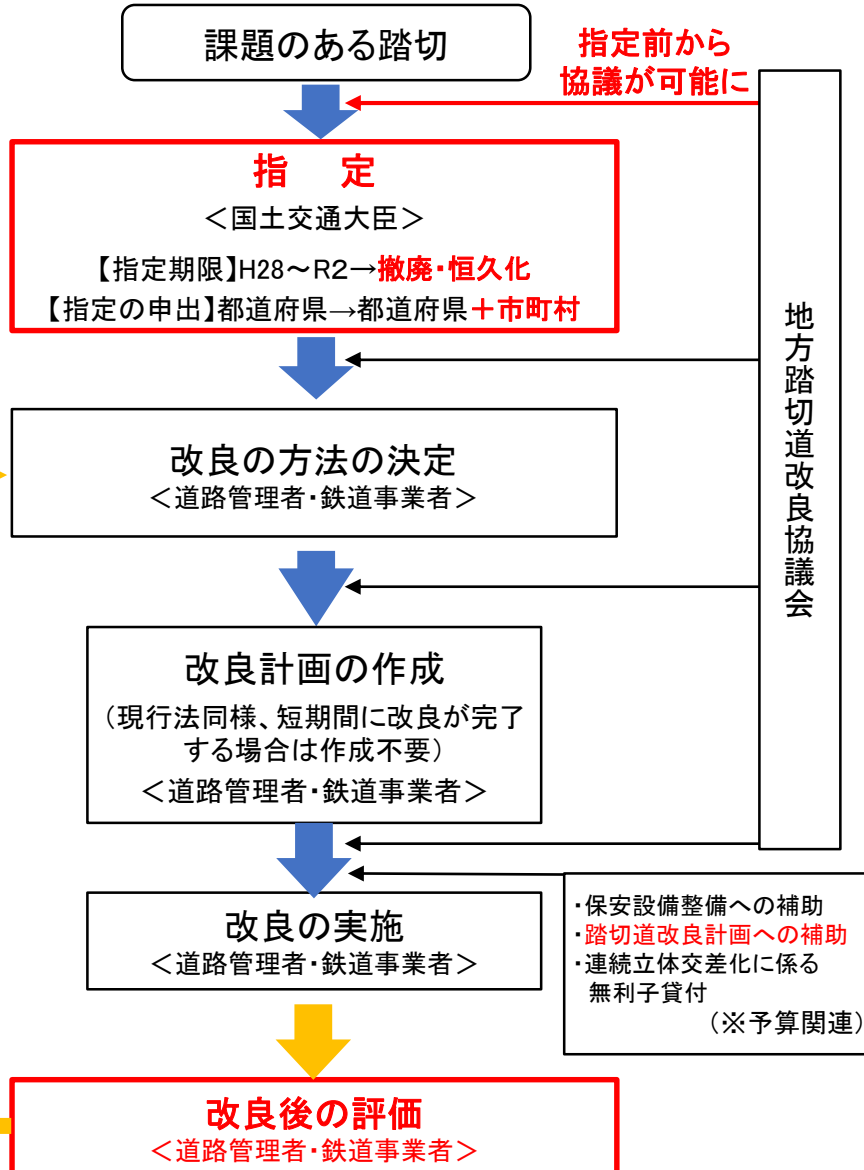 課題のある踏切
指定前から
協議が可能に
指 定
＜国土交通大臣＞
【指定期限】H28～R2→撤廃・恒久化
【指定の申出】都道府県→都道府県＋市町村
地方踏切道改良協議会
改良の方法の決定
＜道路管理者・鉄道事業者＞
改良計画の作成
（現行法同様、短期間に改良が完了
する場合は作成不要）
＜道路管理者・鉄道事業者＞
改良の実施
＜道路管理者・鉄道事業者＞
・保安設備整備への補助
・踏切道改良計画への補助
・連続立体交差化に係る
無利子貸付
（※予算関連）
改良後の評価
＜道路管理者・鉄道事業者＞